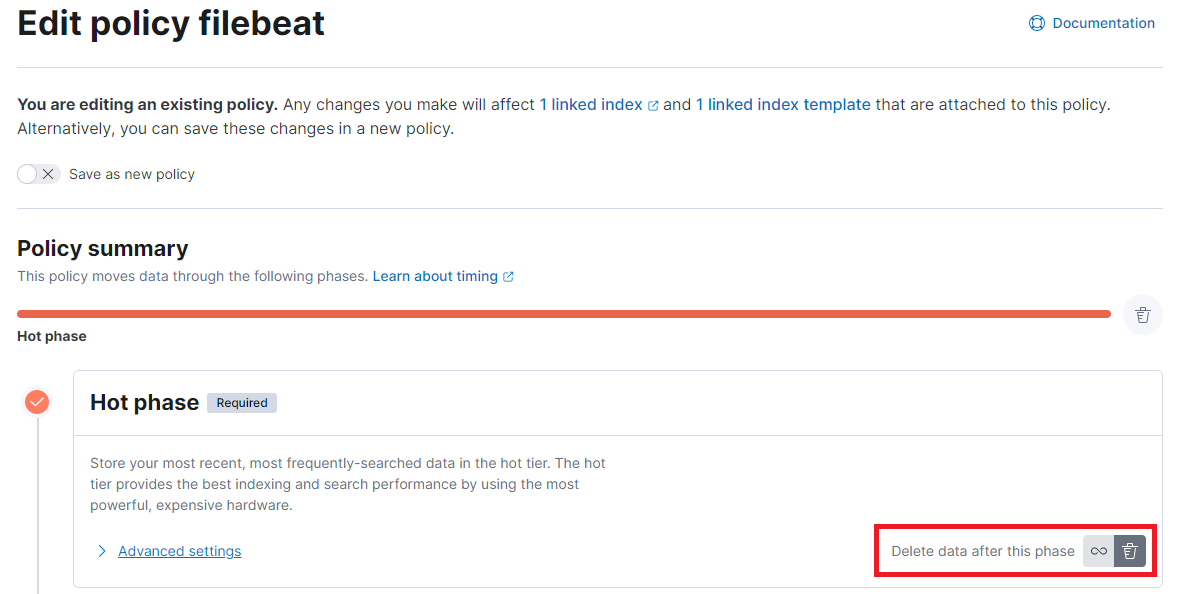 Edit policy filebeat
Documentation
You are editing an existing policy. Any changes you make will affect 1 linked index and 1 linked index template that are attached to this policy.
Alternatively, you can save these changes in a new policy.
Save as new policy
Policy summary
This policy moves data through the following phases. Learn about timing
Hot phase
Hot phase Required
Store your most recent, most frequently-searched data in the hot tier. The hot
tier provides the best indexing and search performance by using the most
powerful, expensive hardware.
Advanced settings
Delete data after this phase